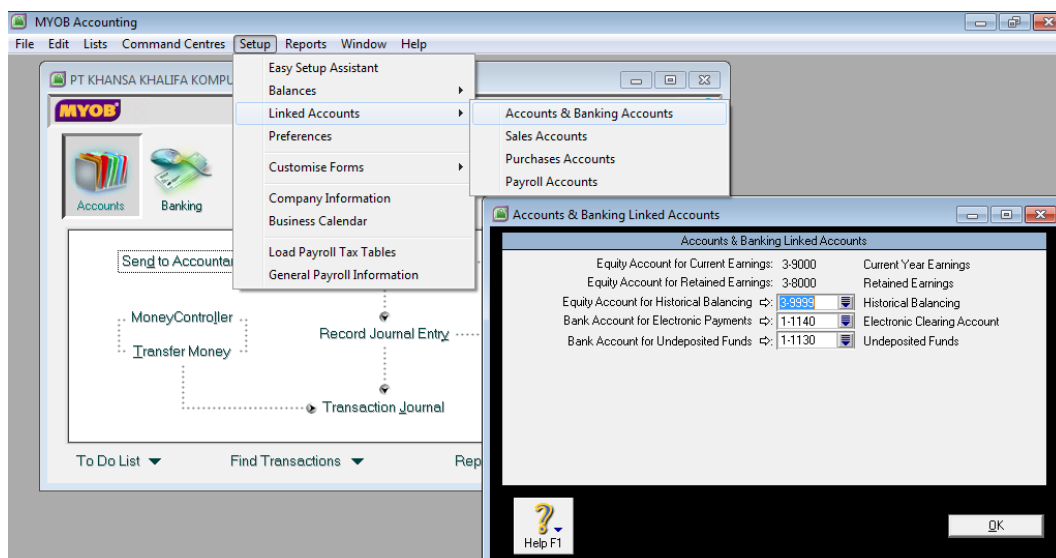 MYOB Accounting
File Edit Lists Command Centres Setup Reports Window Help
PT KHANSA KHALIFA KOMPU
MYOB
Accounts
Banking
Easy Setup Assistant
Balances
Linked Accounts
Preferences
Customise Forms
Company Information
Business Calendar
Load Payroll Tax Tables
General Payroll Information
Accounts & Banking Accounts
Sales Accounts
Purchases Accounts
Payroll Accounts
Send to Accountan
MoneyController
Transfer Money
Record Journal Entry
Transaction Journal
To Do List
Find Transactions
Rep
Accounts & Banking Linked Accounts
Accounts & Banking Linked Accounts
Equity Account for Current Earnings: 3-9000 Current Year Earnings
Equity Account for Retained Earnings: 3-8000 Retained Earnings
Equity Account for Historical Balancing ⇨: 3-9999 Historical Balancing
Bank Account for Electronic Payments ⇨: 1-1140 Electronic Clearing Account
Bank Account for Undeposited Funds ⇨: 1-1130 Undeposited Funds
Help F1
OK